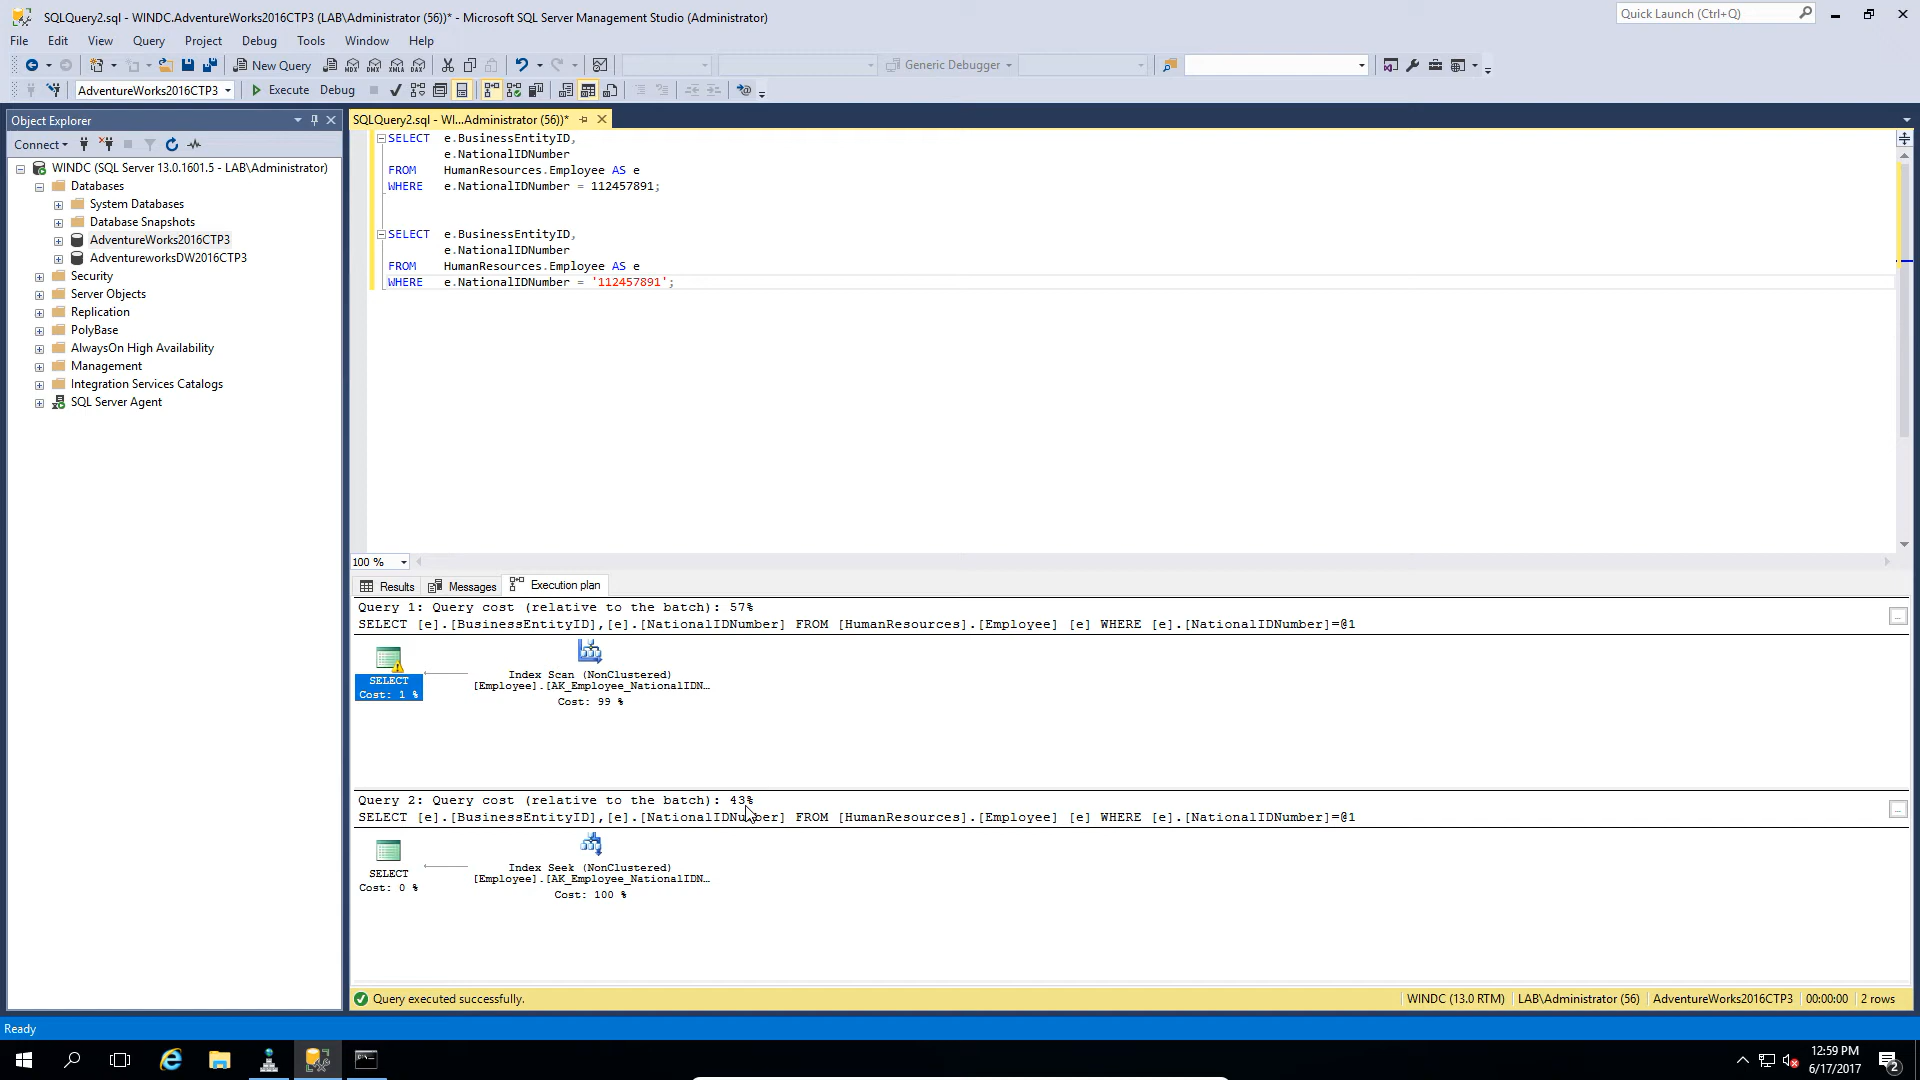 SQLQuery2.sql - WINDC.AdventureWorks2016CTP3 (LAB\Administrator (56))* - Microsoft SQL Server Management Studio (Administrator)
Quick Launch (Ctrl+Q)
File Edit View Query Project Debug Tools Window Help
New Query
MDX DMX XMLA DAX
Generic Debugger
AdventureWorks2016CTP3
Execute Debug
Object Explorer
Connect
WINDC (SQL Server 13.0.1601.5 - LAB\Administrator)
Databases
System Databases
Database Snapshots
AdventureWorks2016CTP3
AdventureworksDW2016CTP3
Security
Server Objects
Replication
PolyBase
AlwaysOn High Availability
Management
Integration Services Catalogs
SQL Server Agent
SQLQuery2.sql - WI...Administrator (56))*
SELECT e.BusinessEntityID,
e.NationalIDNumber
FROM HumanResources.Employee AS e
WHERE e.NationalIDNumber = 112457891;
SELECT e.BusinessEntityID,
e.NationalIDNumber
FROM HumanResources.Employee AS e
WHERE e.NationalIDNumber = '112457891';
100 %
Results Messages Execution plan
Query 1: Query cost (relative to the batch): 57%
SELECT [e].[BusinessEntityID],[e].[NationalIDNumber] FROM [HumanResources].[Employee] [e] WHERE [e].[NationalIDNumber]=@1
SELECT
Cost: 1 %
Index Scan (NonClustered)
[Employee].[AK_Employee_NationalIDN...
Cost: 99 %
Query 2: Query cost (relative to the batch): 43%
SELECT [e].[BusinessEntityID],[e].[NationalIDNumber] FROM [HumanResources].[Employee] [e] WHERE [e].[NationalIDNumber]=@1
SELECT
Cost: 0 %
Index Seek (NonClustered)
[Employee].[AK_Employee_NationalIDN...
Cost: 100 %
Query executed successfully.
WINDC (13.0 RTM) LAB\Administrator (56) AdventureWorks2016CTP3 00:00:00 2 rows
Ready
12:59 PM
6/17/2017
2